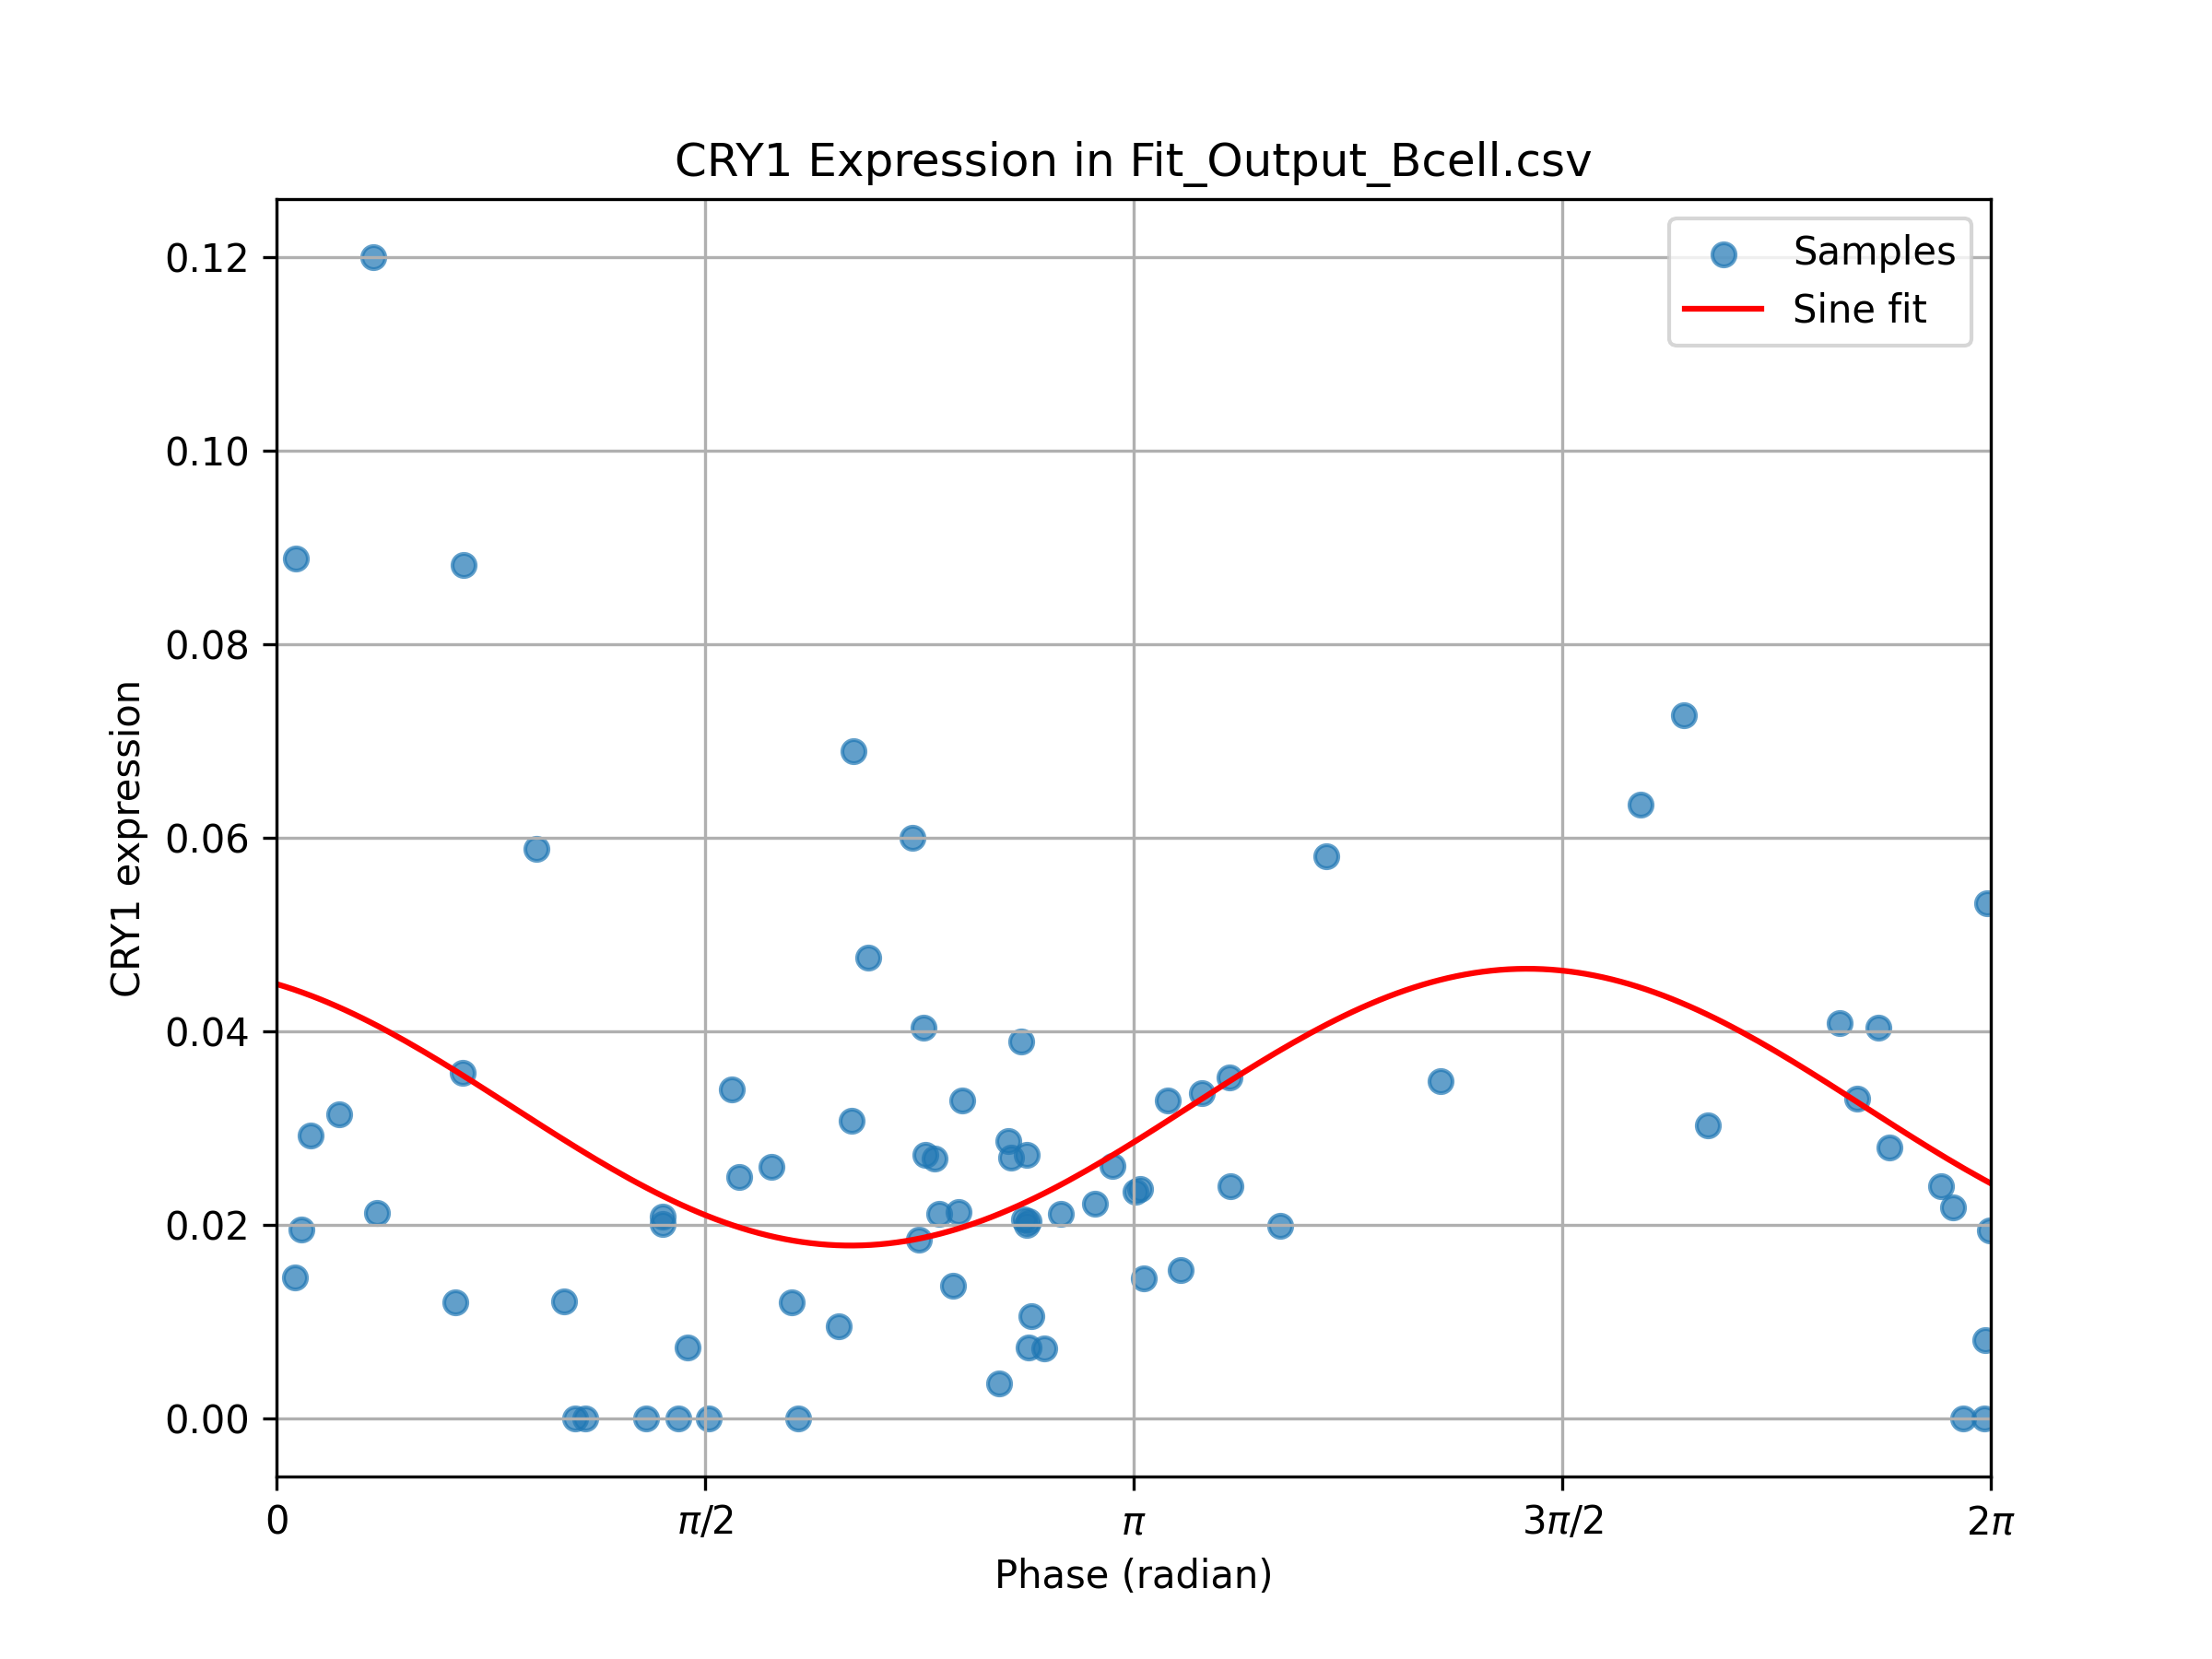 CRY1 Expression in Fit_Output_Bcell.csv
Samples
Sine fit
0.12
0.10
0.08
0.06
0.04
0.02
0.00
CRY1 expression
0
π/2
π
3π/2
2π
Phase (radian)